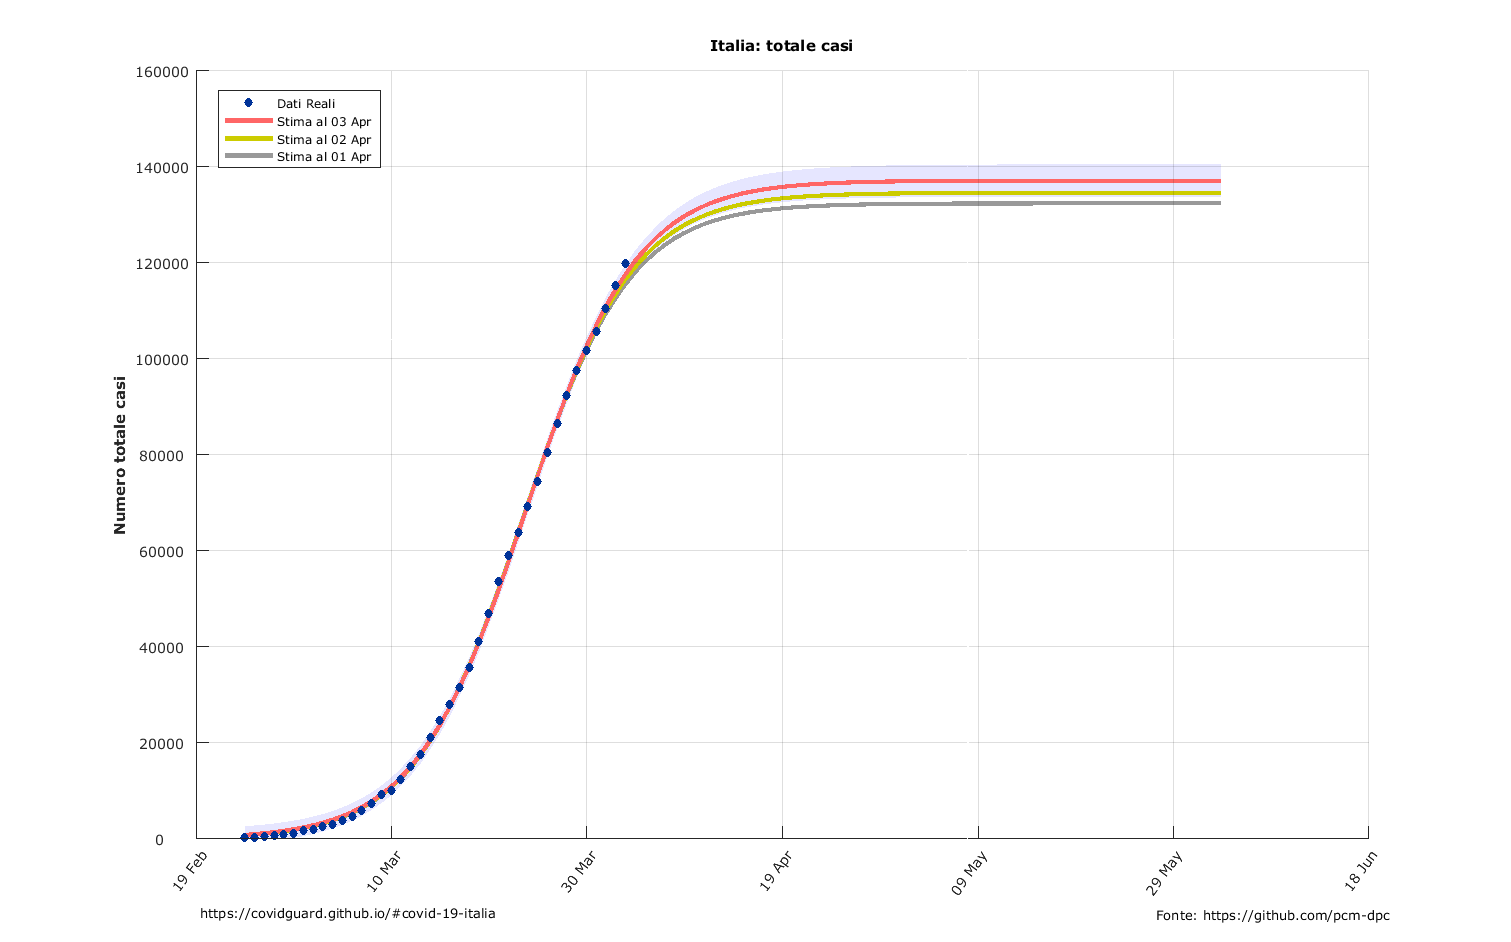 Italia: totale casi
160000
140000
120000
100000
80000
60000
40000
20000
0
Numero totale casi
Dati Reali
Stima al 03 Apr
Stima al 02 Apr
Stima al 01 Apr
19 Feb
10 Mar
30 Mar
19 Apr
09 May
29 May
18 Jun
https://covidguard.github.io/#covid-19-italia
Fonte: https://github.com/pcm-dpc